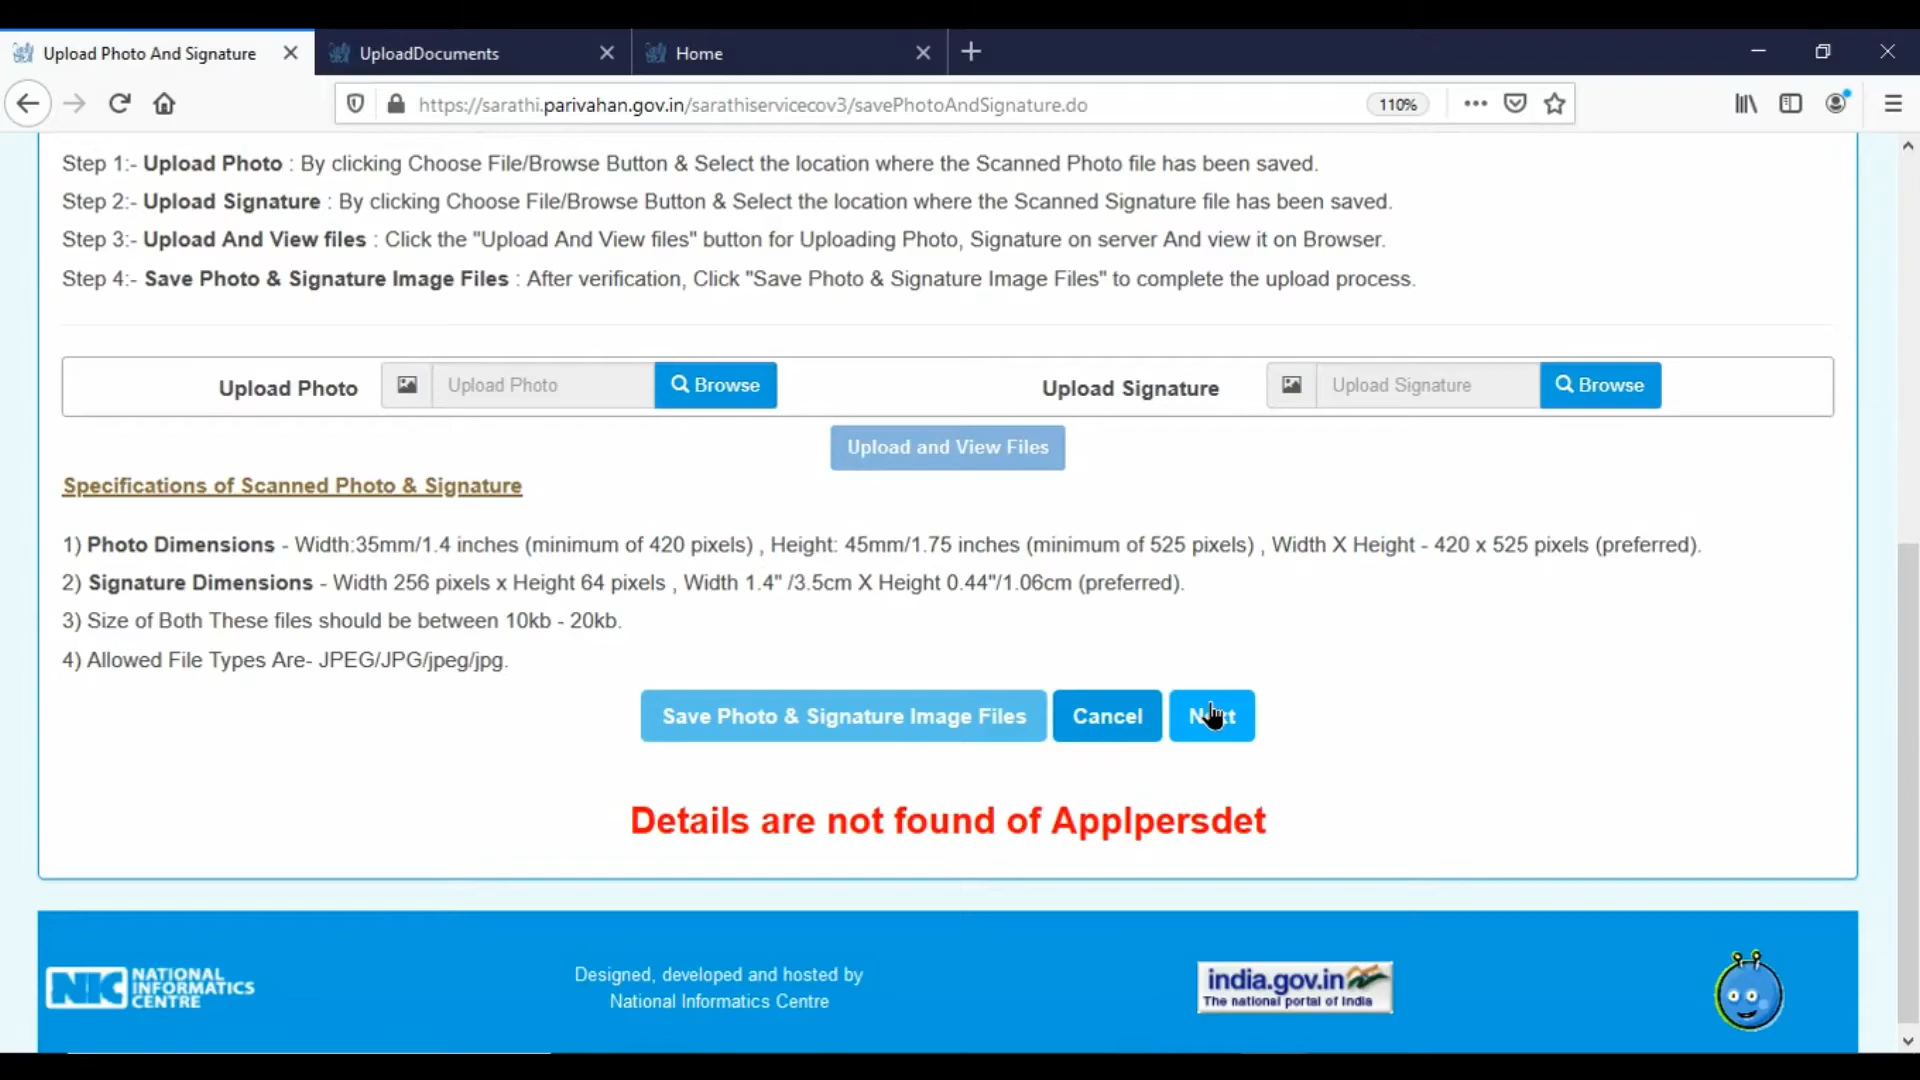 Upload Photo And Signature
UploadDocuments
Home
https://sarathi.parivahan.gov.in/sarathiservicecov3/savePhotoAndSignature.do
110%
Step 1:- Upload Photo : By clicking Choose File/Browse Button & Select the location where the Scanned Photo file has been saved.
Step 2:- Upload Signature : By clicking Choose File/Browse Button & Select the location where the Scanned Signature file has been saved.
Step 3:- Upload And View files : Click the "Upload And View files" button for Uploading Photo, Signature on server And view it on Browser.
Step 4:- Save Photo & Signature Image Files : After verification, Click "Save Photo & Signature Image Files" to complete the upload process.
Upload Photo Upload Photo Browse Upload Signature Upload Signature Browse
Upload and View Files
Specifications of Scanned Photo & Signature
1) Photo Dimensions - Width:35mm/1.4 inches (minimum of 420 pixels) , Height: 45mm/1.75 inches (minimum of 525 pixels) , Width X Height - 420 x 525 pixels (preferred).
2) Signature Dimensions - Width 256 pixels x Height 64 pixels , Width 1.4" /3.5cm X Height 0.44"/1.06cm (preferred).
3) Size of Both These files should be between 10kb - 20kb.
4) Allowed File Types Are- JPEG/JPG/jpeg/jpg.
Save Photo & Signature Image Files Cancel Next
Details are not found of Applpersdet
NIC NATIONAL INFORMATICS CENTRE
Designed, developed and hosted by
National Informatics Centre
india.gov.in
The national portal of India